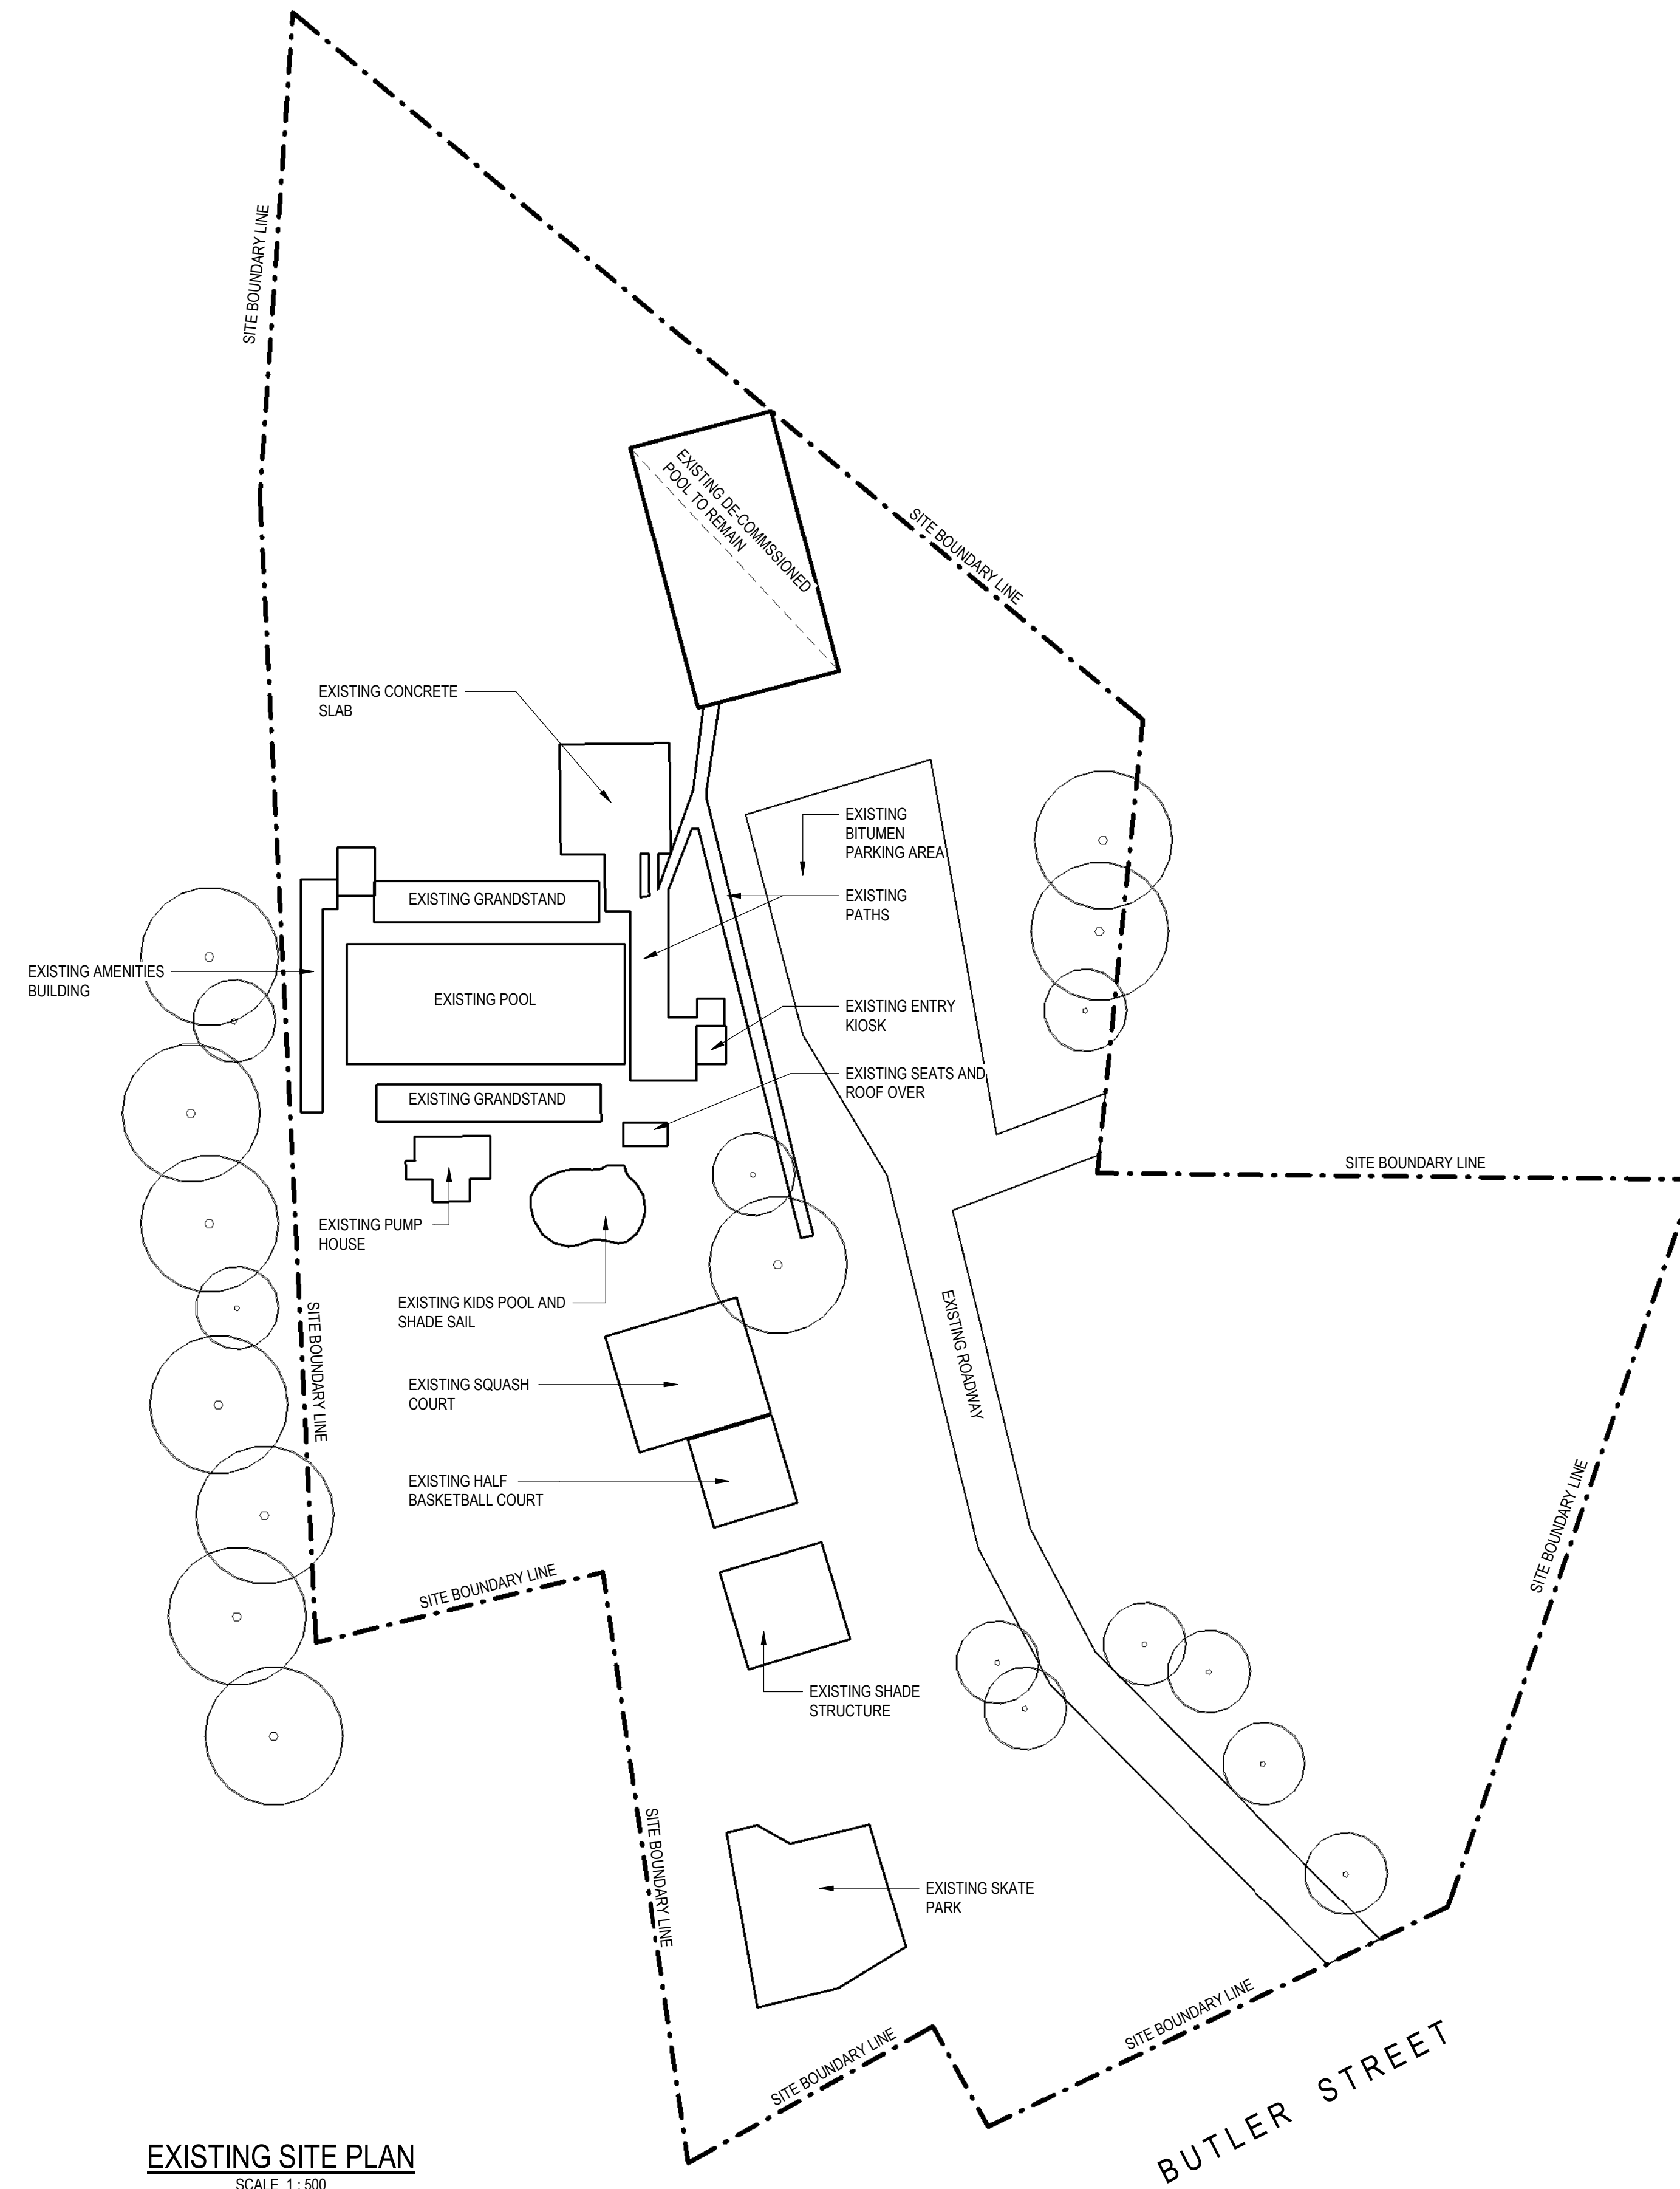 SITE BOUNDARY LINE
EXISTING DE-COMMSSIONED
POOL TO REMAIN
SITE BOUNDARY LINE
EXISTING CONCRETE
SLAB
EXISTING
BITUMEN
PARKING AREA
EXISTING GRANDSTAND
EXISTING
PATHS
EXISTING AMENITIES
BUILDING
EXISTING POOL
EXISTING ENTRY
KIOSK
EXISTING SEATS AND
ROOF OVER
EXISTING GRANDSTAND
SITE BOUNDARY LINE
EXISTING PUMP
HOUSE
EXISTING KIDS POOL AND
SHADE SAIL
SITE BOUNDARY LINE
EXISTING ROADWAY
EXISTING SQUASH
COURT
EXISTING HALF
BASKETBALL COURT
SITE BOUNDARY LINE
SITE BOUNDARY LINE
EXISTING SHADE
STRUCTURE
SITE BOUNDARY LINE
EXISTING SKATE
PARK
SITE BOUNDARY LINE
SITE BOUNDARY LINE
BUTLER STREET
EXISTING SITE PLAN
SCALE 1 : 500